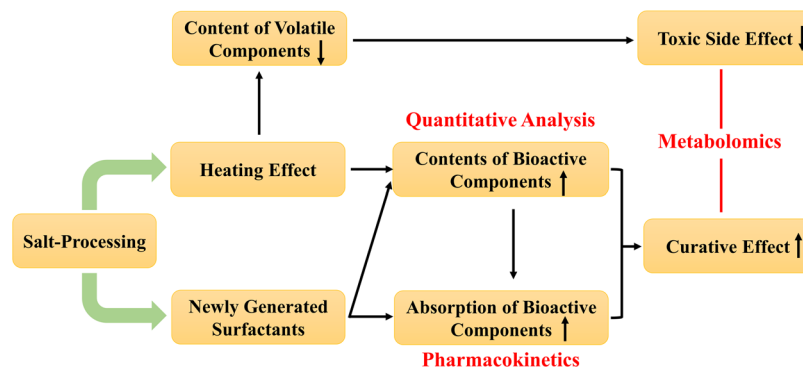 Content of Volatile
Components
Toxic Side Effect
Quantitative Analysis
Metabolomics
Heating Effect
Contents of Bioactive
Components
Salt-Processing
Curative Effect
Newly Generated
Surfactants
Absorption of Bioactive
Components
Pharmacokinetics